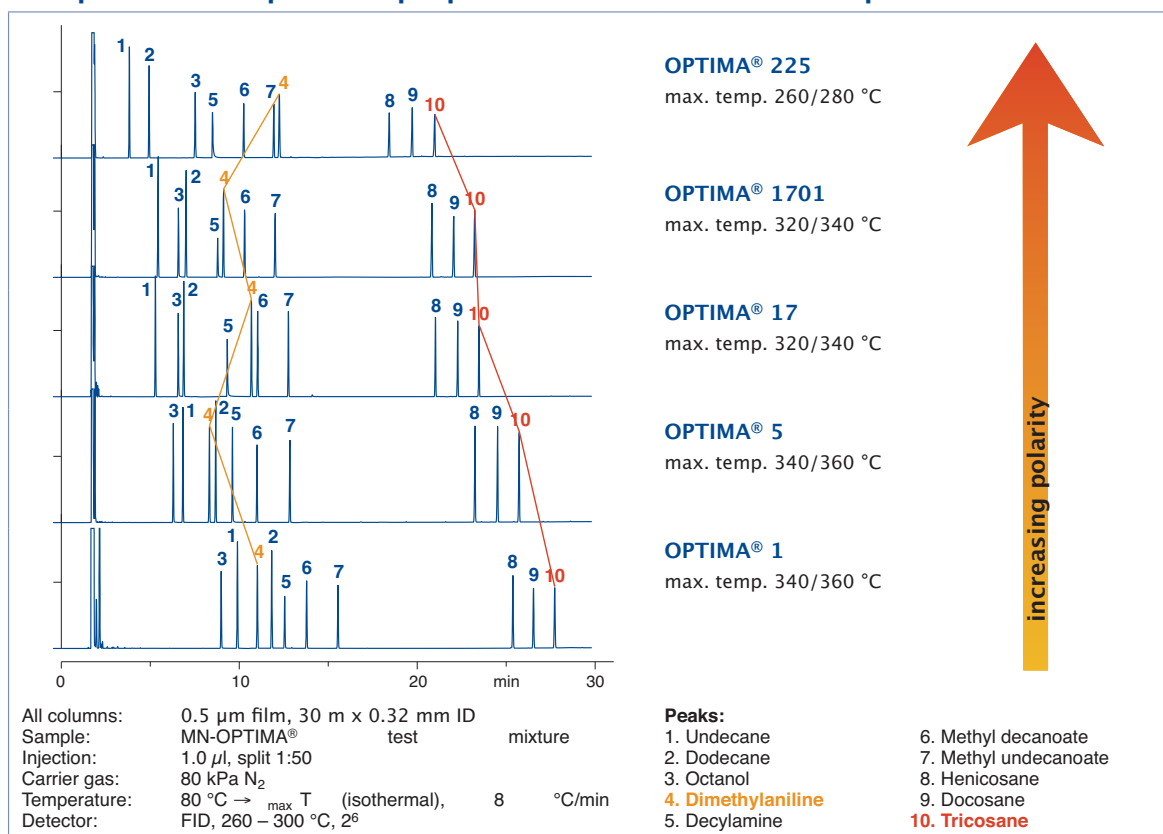 1 2 3 5 6 7 4 8 9 10
OPTIMA® 225
max. temp. 260/280 °C
1 3 2 5 4 6 7 8 9 10
OPTIMA® 1701
max. temp. 320/340 °C
1 3 2 5 4 6 7 8 9 10
OPTIMA® 17
max. temp. 320/340 °C
3 1 4 2 5 6 7 8 9 10
OPTIMA® 5
max. temp. 340/360 °C
3 1 4 2 5 6 7 8 9 10
OPTIMA® 1
max. temp. 340/360 °C
increasing polarity
0 10 20 min 30
All columns: 0.5 µm film, 30 m x 0.32 mm ID
Sample: MN-OPTIMA® test mixture
Injection: 1.0 µl, split 1:50
Carrier gas: 80 kPa N₂
Temperature: 80 °C → max T (isothermal), 8 °C/min
Detector: FID, 260 – 300 °C, 2⁶
Peaks:
1. Undecane
2. Dodecane
3. Octanol
4. Dimethylaniline
5. Decylamine
6. Methyl decanoate
7. Methyl undecanoate
8. Henicosane
9. Docosane
10. Tricosane